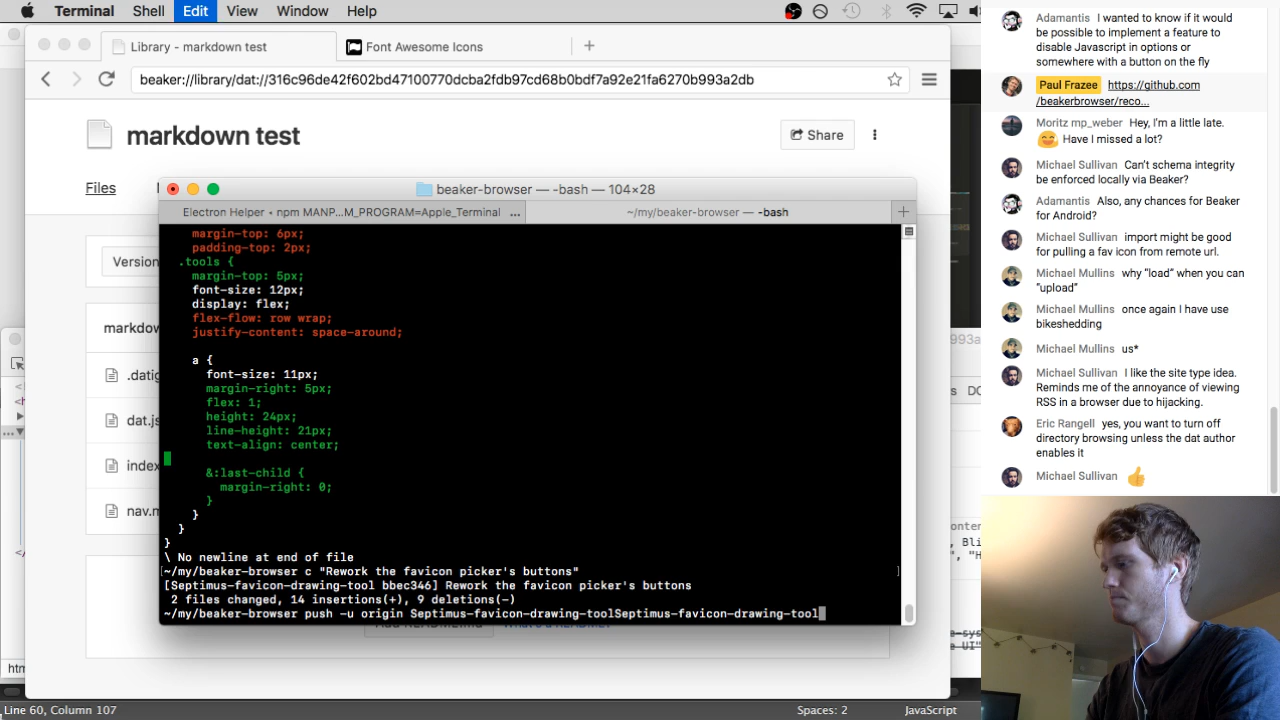 Terminal Edit View Window Help
Library - markdown test
Font Awesome Icons
beaker://library/dat://316c96de42f602bd47100770dcba2fdb97cd68b0bdf7a92e21fa6270b993a2db
markdown test
Share
Files
Version
markdow
.datig
dat.js
index
nav.m
beaker-browser — -bash — 104×28
Electron Helper • npm MANP...M_PROGRAM=Apple_Terminal ...
~/my/beaker-browser — -bash
margin-top: 6px;
padding-top: 2px;
.tools {
margin-top: 5px;
font-size: 12px;
display: flex;
flex-flow: row wrap;
justify-content: space-around;
a {
font-size: 11px;
margin-right: 5px;
flex: 1;
height: 24px;
line-height: 21px;
text-align: center;
&:last-child {
margin-right: 0;
}
}
}
}
\ No newline at end of file
[~/my/beaker-browser c "Rework the favicon picker's buttons"
[Septimus-favicon-drawing-tool bbec346] Rework the favicon picker's buttons
2 files changed, 14 insertions(+), 9 deletions(-)
~/my/beaker-browser push -u origin Septimus-favicon-drawing-toolSeptimus-favicon-drawing-tool
Line 60, Column 107
Spaces: 2
JavaScript
Adamantis I wanted to know if it would
be possible to implement a feature to
disable Javascript in options or
somewhere with a button on the fly
Paul Frazee https://github.com
/beakerbrowser/reco...
Moritz mp_weber Hey, I'm a little late.
Have I missed a lot?
Michael Sullivan Can't schema integrity
be enforced locally via Beaker?
Adamantis Also, any chances for Beaker
for Android?
Michael Sullivan import might be good
for pulling a fav icon from remote url.
Michael Mullins why "load" when you can
"upload"
Michael Mullins once again I have use
bikeshedding
Michael Mullins us*
Michael Sullivan I like the site type idea.
Reminds me of the annoyance of viewing
RSS in a browser due to hijacking.
Eric Rangell yes, you want to turn off
directory browsing unless the dat author
enables it
Michael Sullivan